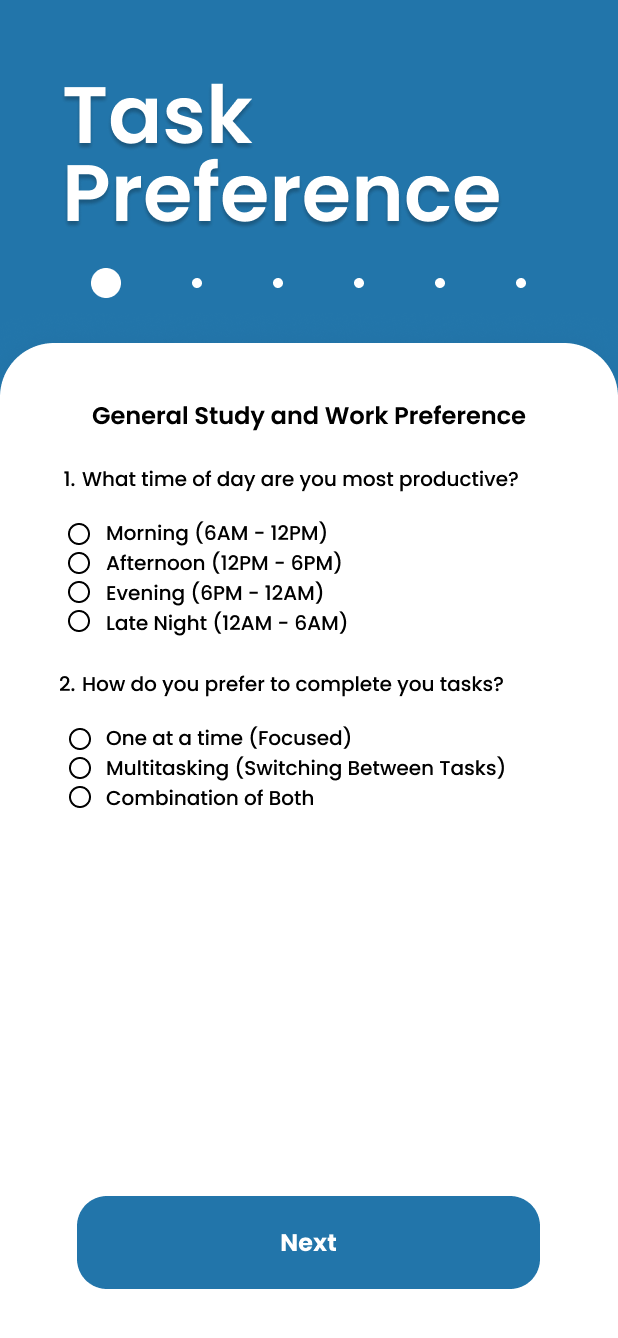 Task
Preference
General Study and Work Preference
1. What time of day are you most productive?
Morning (6AM - 12PM)
Afternoon (12PM - 6PM)
Evening (6PM - 12AM)
Late Night (12AM - 6AM)
2. How do you prefer to complete you tasks?
One at a time (Focused)
Multitasking (Switching Between Tasks)
Combination of Both
Next